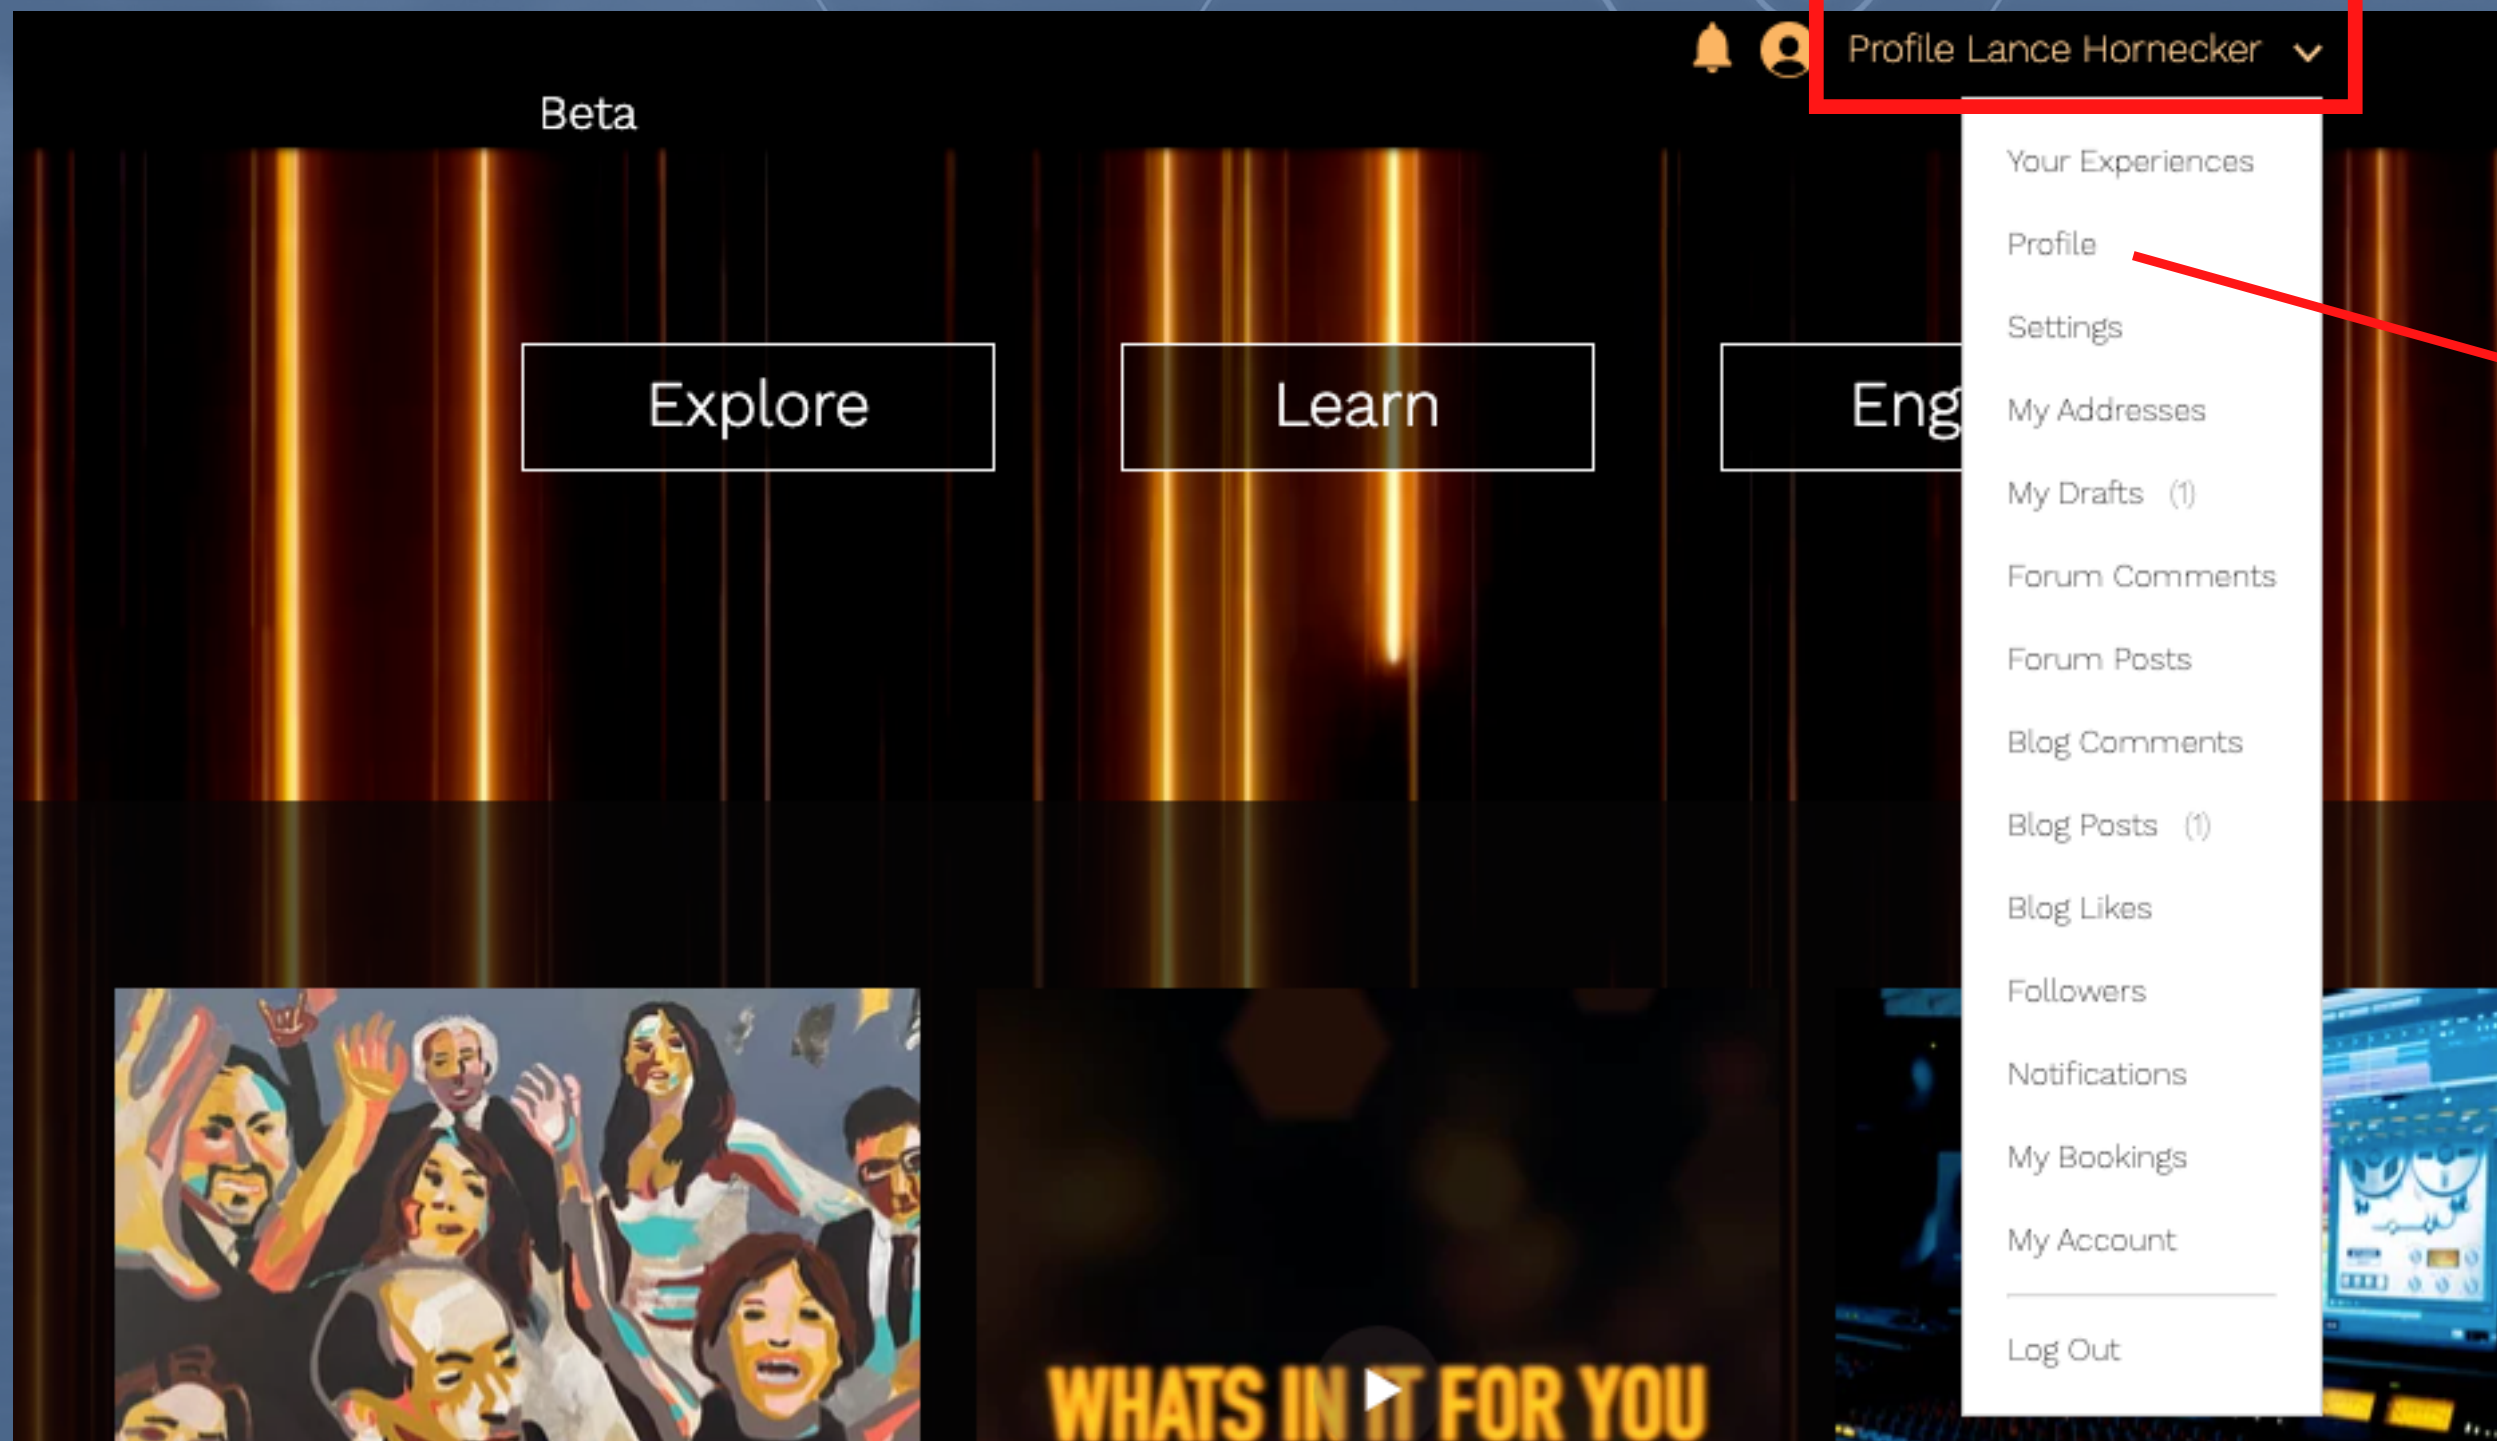 Profile Lance Hornecker
Beta
Explore
Learn
Eng
Your Experiences
Profile
Settings
My Addresses
My Drafts (1)
Forum Comments
Forum Posts
Blog Comments
Blog Posts (1)
Blog Likes
Followers
Notifications
My Bookings
My Account
Log Out
WHATS IN IT FOR YOU